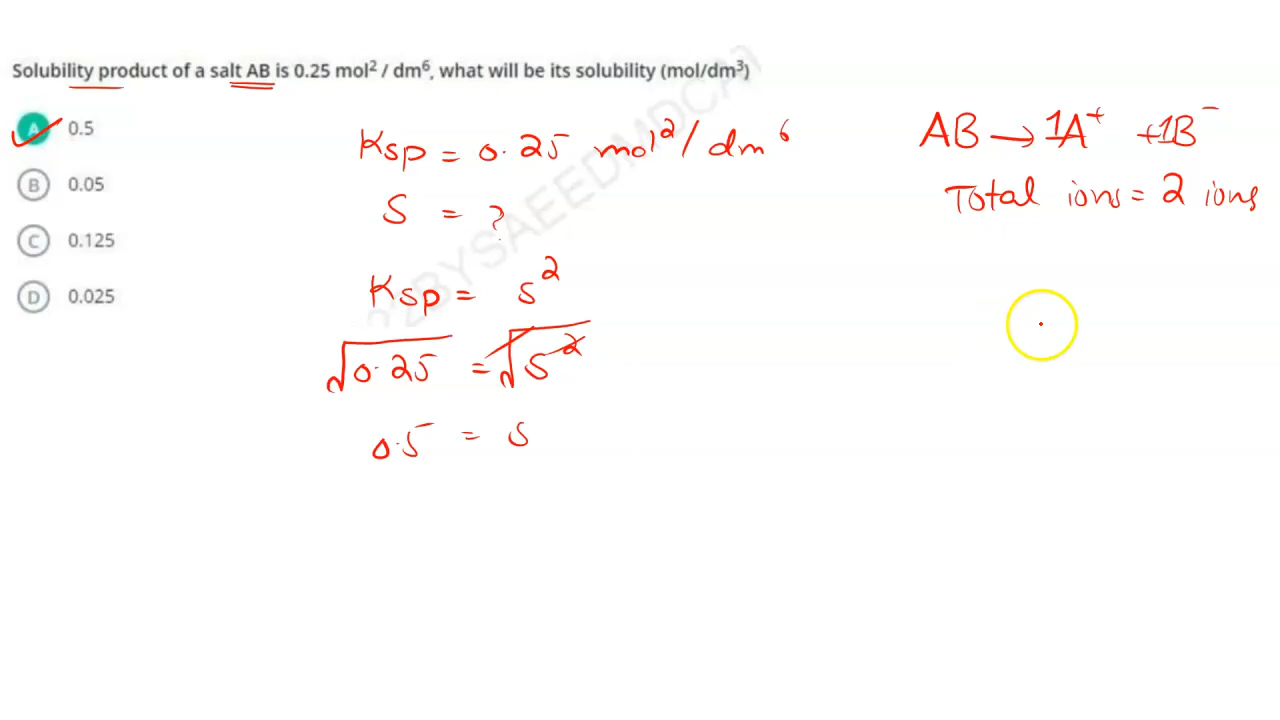 Solubility product of a salt AB is 0.25 mol² / dm⁶, what will be its solubility (mol/dm³)
A 0.5
B 0.05
C 0.125
D 0.025
Ksp = 0.25 mol²/dm⁶
S = ?
Ksp = s²
√0.25 = √S²
0.5 = s
AB → 1A⁺ + 1B⁻
Total ions = 2 ions
2BYSAEEDMDCAT